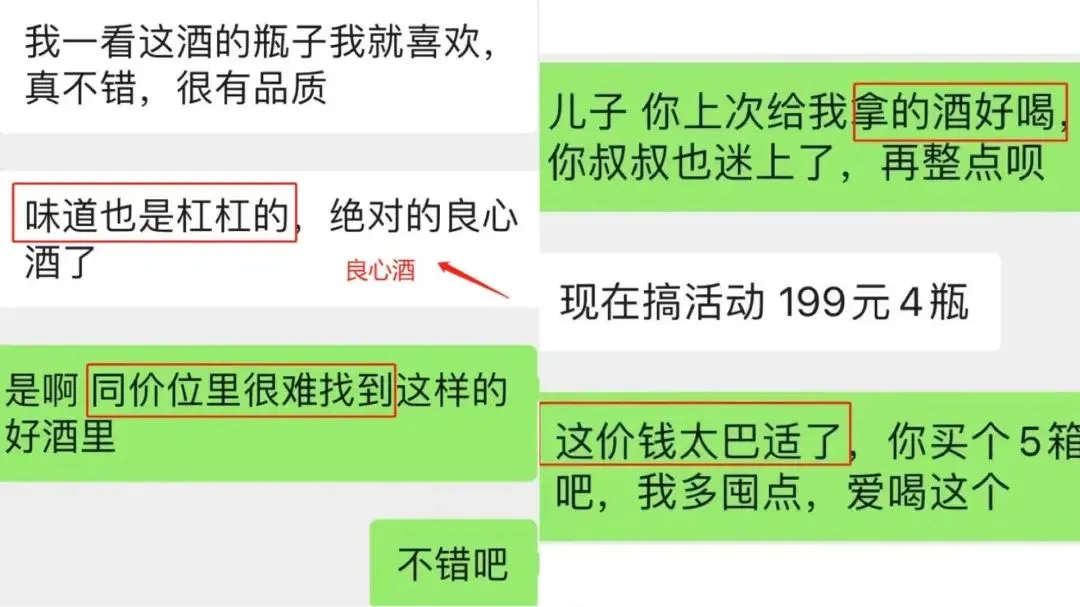 我一看这酒的瓶子我就喜欢,
真不错，很有品质
味道也是杠杠的，绝对的良心
酒了
良心酒
是啊 同价位里很难找到这样的
好酒里
不错吧
儿子 你上次给我拿的酒好喝,
你叔叔也迷上了，再整点呗
现在搞活动 199元4瓶
这价钱太巴适了，你买个5箱
吧，我多囤点，爱喝这个